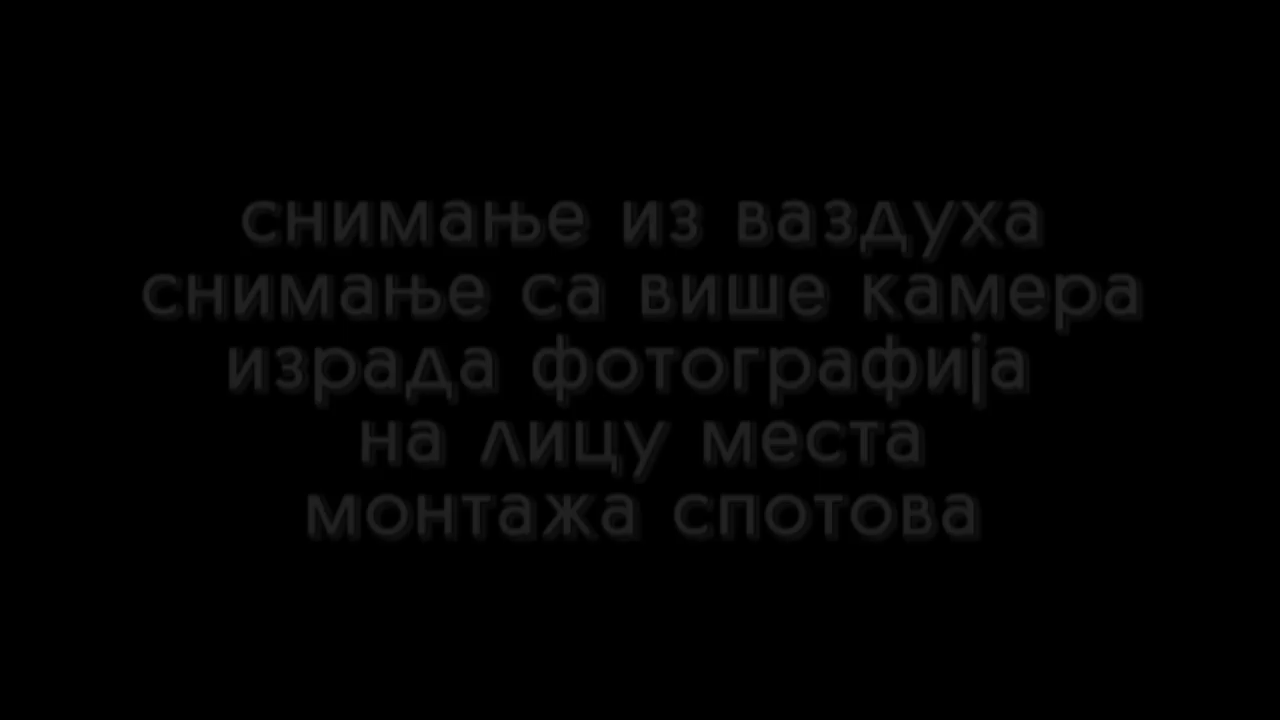 снимање из ваздуха
снимање са више камера
израда фотографија
на лицу места
монтажа спотова